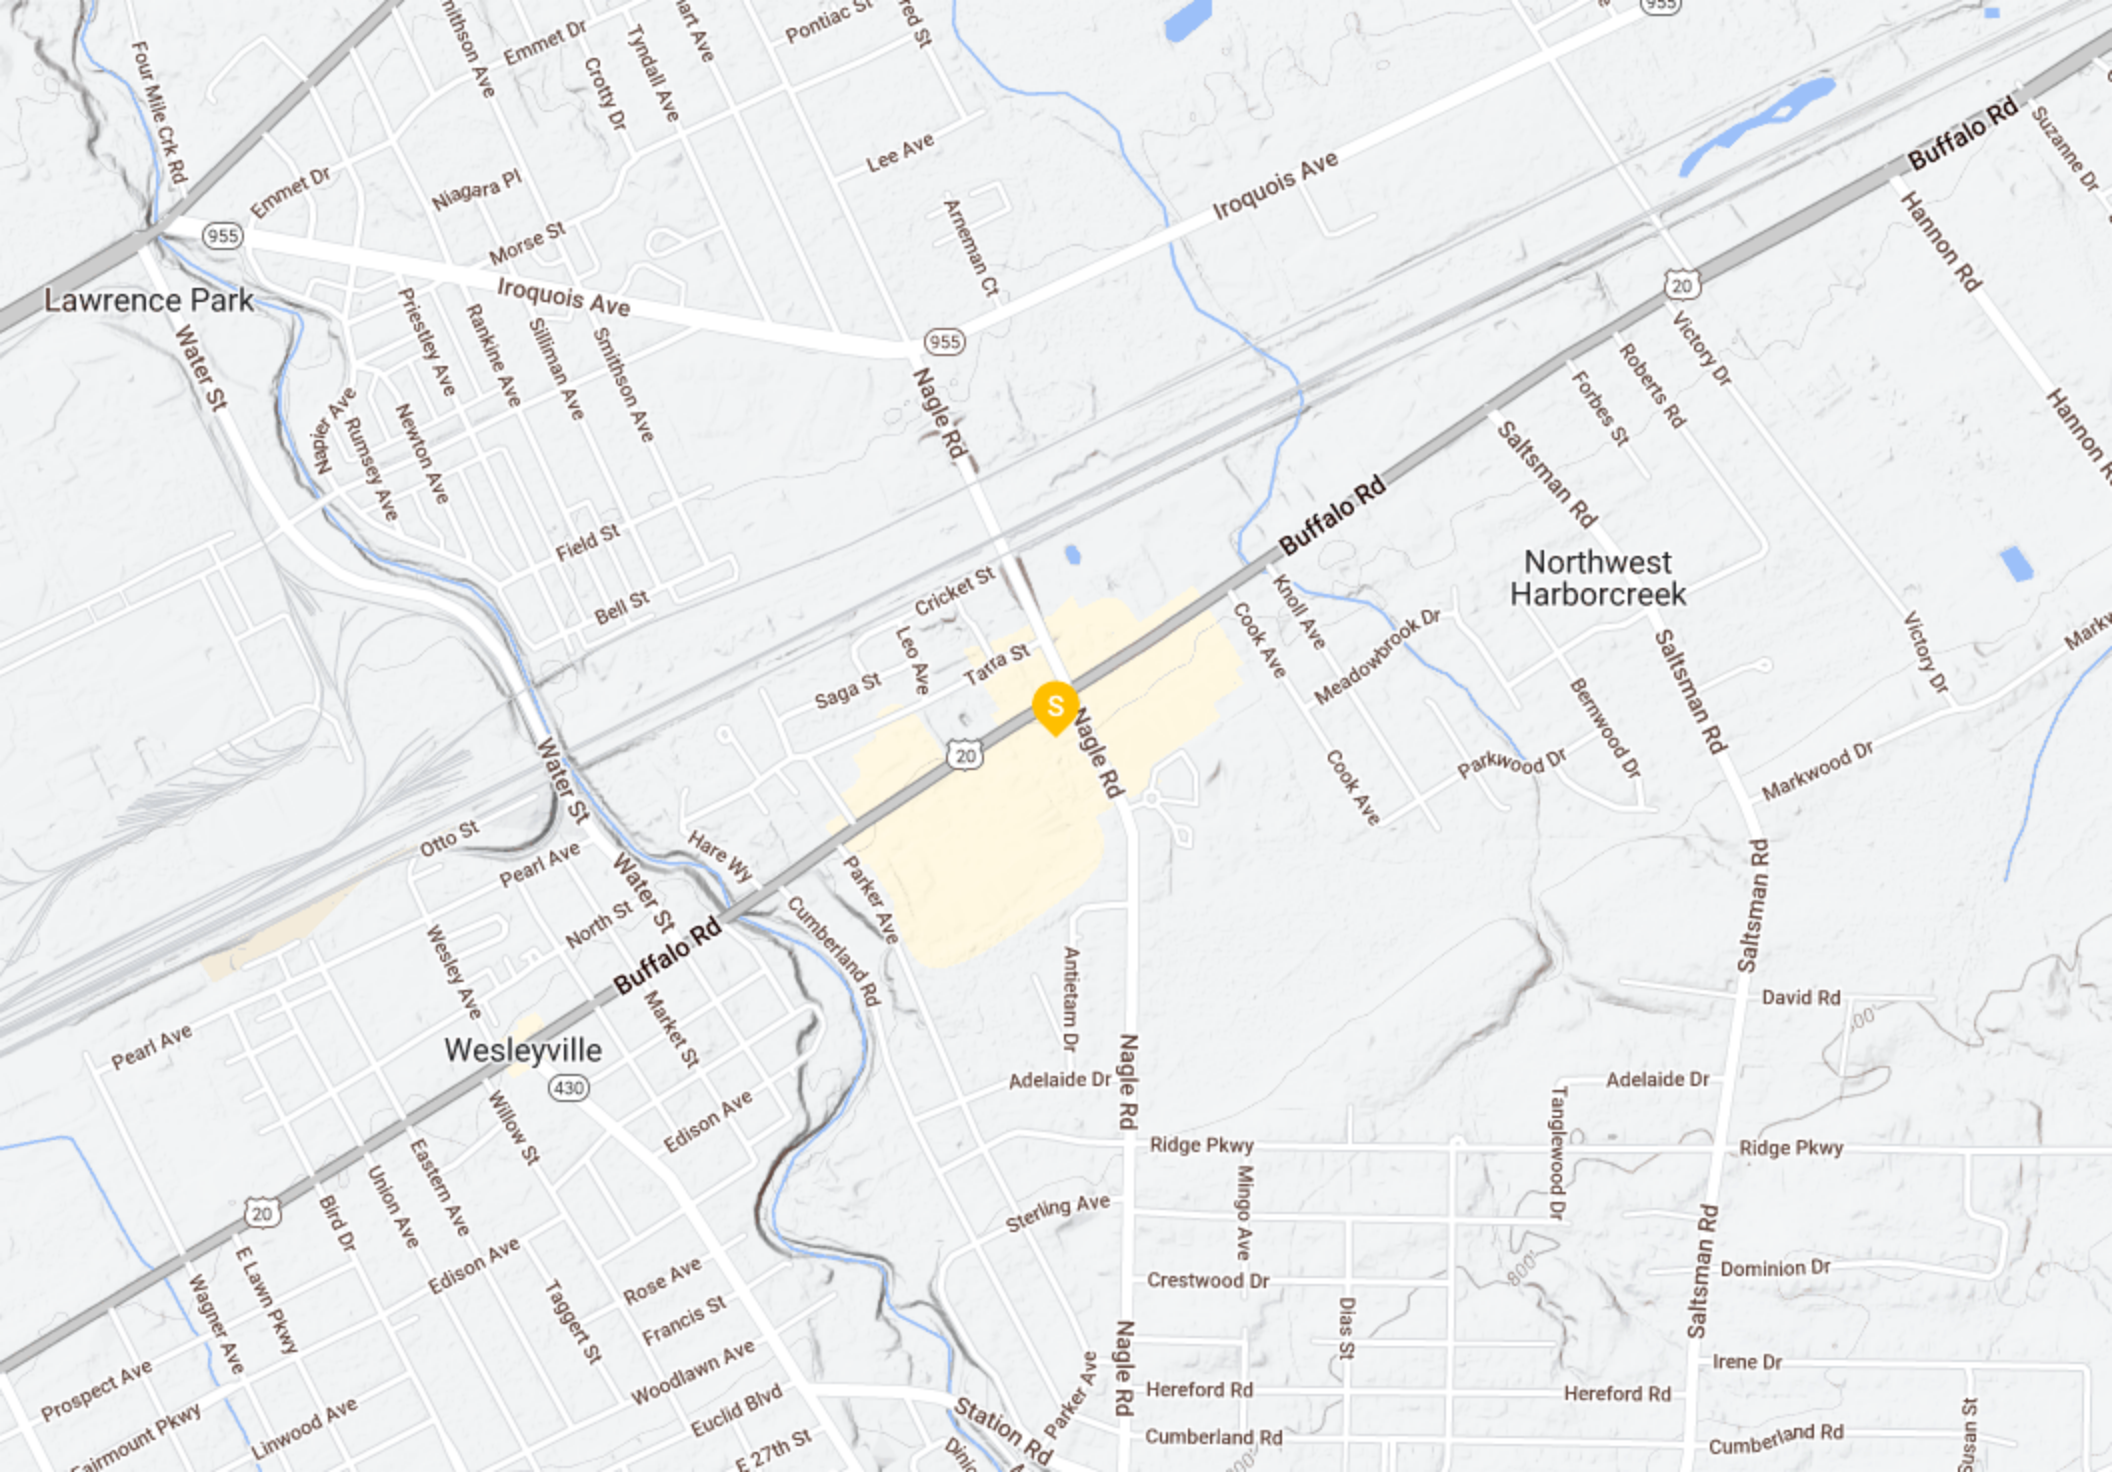 955
Four Mile Crk Rd
mithson Ave
Emmet Dr
Crotty Dr
Tyndall Ave
Pontiac St
Lee Ave
Emmet Dr
Niagara Pl
Morse St
955
Iroquois Ave
Arneman Ct
Iroquois Ave
Buffalo Rd
Suzanne Dr
Hannon Rd
Hannon
20
Lawrence Park
Water St
Priestley Ave
Rankine Ave
Silliman Ave
Smithson Ave
955
Nagle Rd
Victory Dr
Roberts Rd
Forbes St
Napier Ave
Rumsey Ave
Newton Ave
Field St
Bell St
Saltsman Rd
Buffalo Rd
Northwest
Harborcreek
Cricket St
Leo Ave
Tarra St
Saga St
Cook Ave
Knoll Ave
Meadowbrook Dr
Saltsman Rd
Victory Dr
Markw
S
20
Nagle Rd
Water St
Cook Ave
Parkwood Dr
Bernwood Dr
Markwood Dr
Otto St
Pearl Ave
Water St
Hare Wy
Parker Ave
Saltsman Rd
North St
Cumberland Rd
Wesley Ave
Buffalo Rd
Market St
Antietam Dr
David Rd
Pearl Ave
Wesleyville
430
Willow St
Edison Ave
Adelaide Dr
Nagle Rd
Adelaide Dr
Tanglewood Dr
Ridge Pkwy
Ridge Pkwy
Mingo Ave
Sterling Ave
20
Bird Dr
Union Ave
Eastern Ave
Edison Ave
E Lawn Pkwy
Wagner Ave
Taggert St
Rose Ave
Francis St
Woodlawn Ave
Euclid Blvd
E 27th St
Crestwood Dr
Dias St
800'
Saltsman Rd
Dominion Dr
Irene Dr
Nagle Rd
Parker Ave
Hereford Rd
Hereford Rd
Prospect Ave
Fairmount Pkwy
Linwood Ave
Station Rd
Cumberland Rd
Cumberland Rd
Susan St